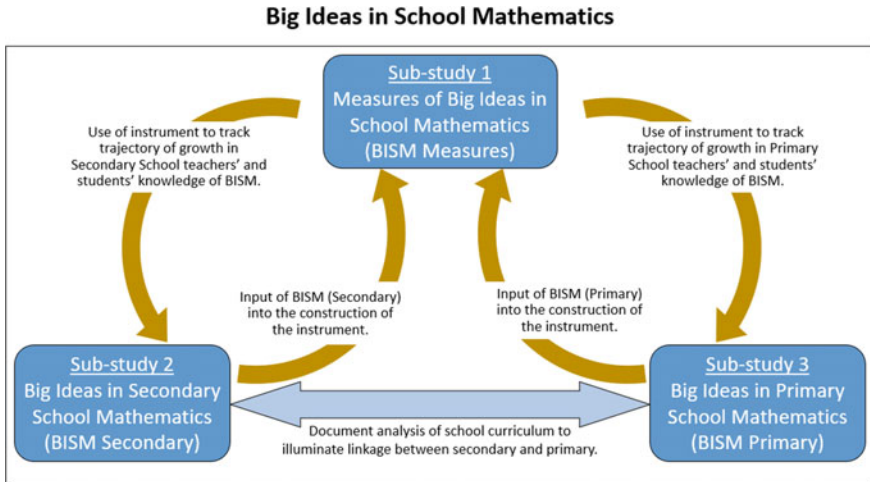 Big Ideas in School Mathematics
Sub-study 1
Measures of Big Ideas in
School Mathematics
(BISM Measures)
Use of instrument to track
trajectory of growth in
Secondary School teachers' and
students' knowledge of BISM.
Use of instrument to track
trajectory of growth in Primary
School teachers' and students'
knowledge of BISM.
Input of BISM (Secondary)
into the construction of
the instrument.
Input of BISM (Primary)
into the construction of
the instrument.
Sub-study 2
Big Ideas in Secondary
School Mathematics
(BISM Secondary)
Sub-study 3
Big Ideas in Primary
School Mathematics
(BISM Primary)
Document analysis of school curriculum to
illuminate linkage between secondary and primary.